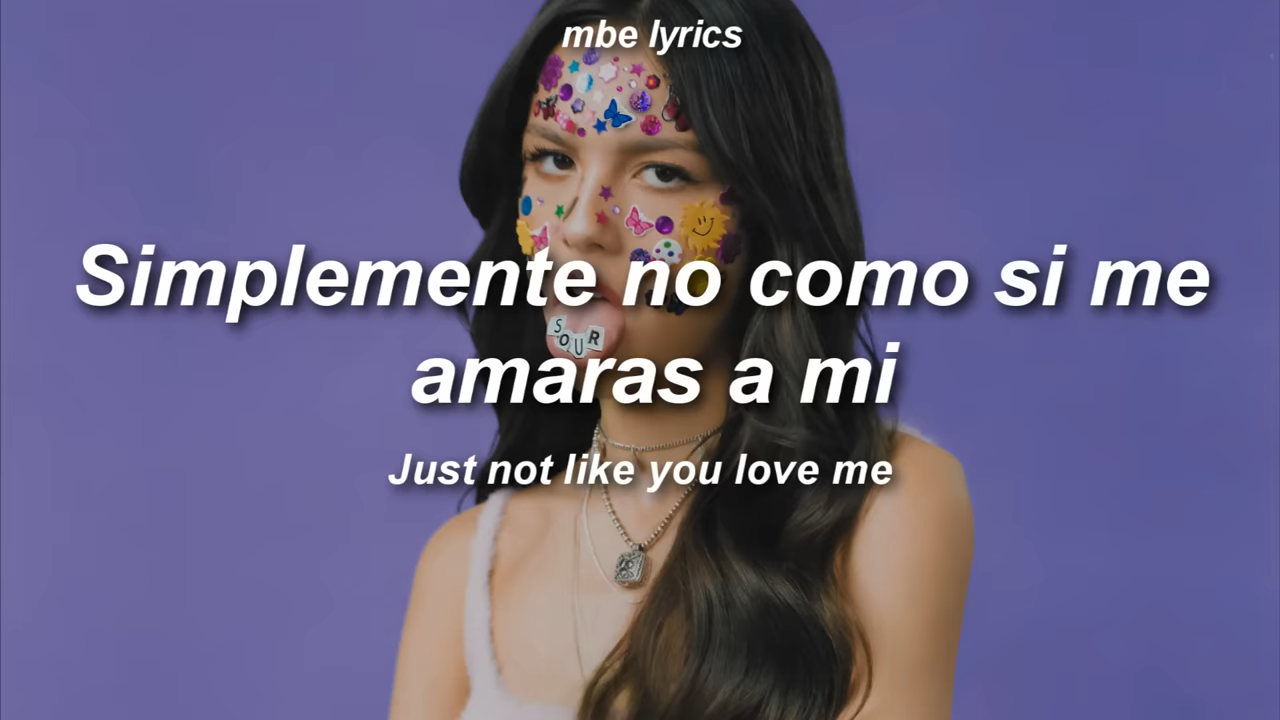 mbe lyrics
Simplemente no como si me
SOUR
amaras a mi
Just not like you love me